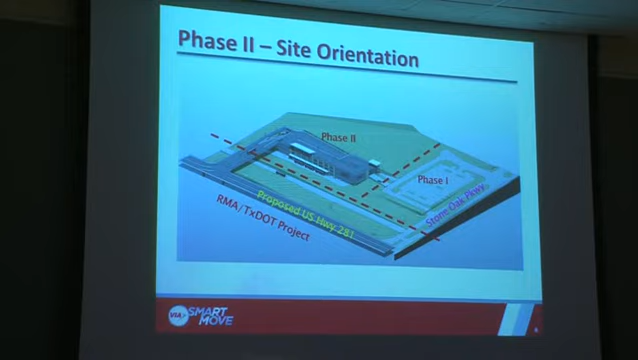 Phase II – Site Orientation
Phase II
Phase I
Proposed US Hwy 281
Stone Oak Pkwy.
RMA/TxDOT Project
VIA
SMART
MOVE